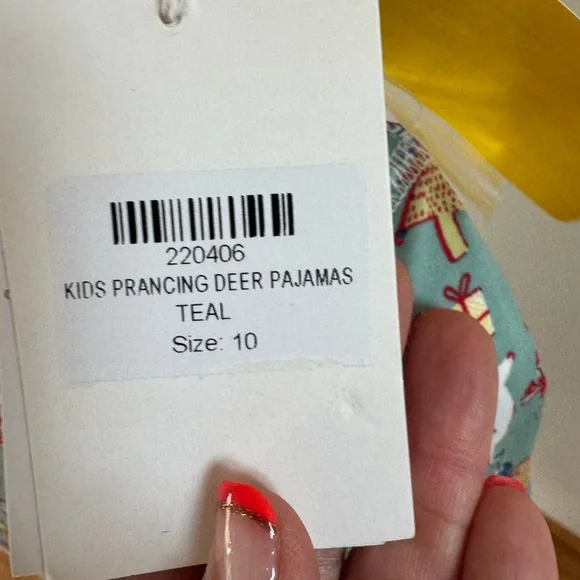 220406
KIDS PRANCING DEER PAJAMAS
TEAL
Size: 10